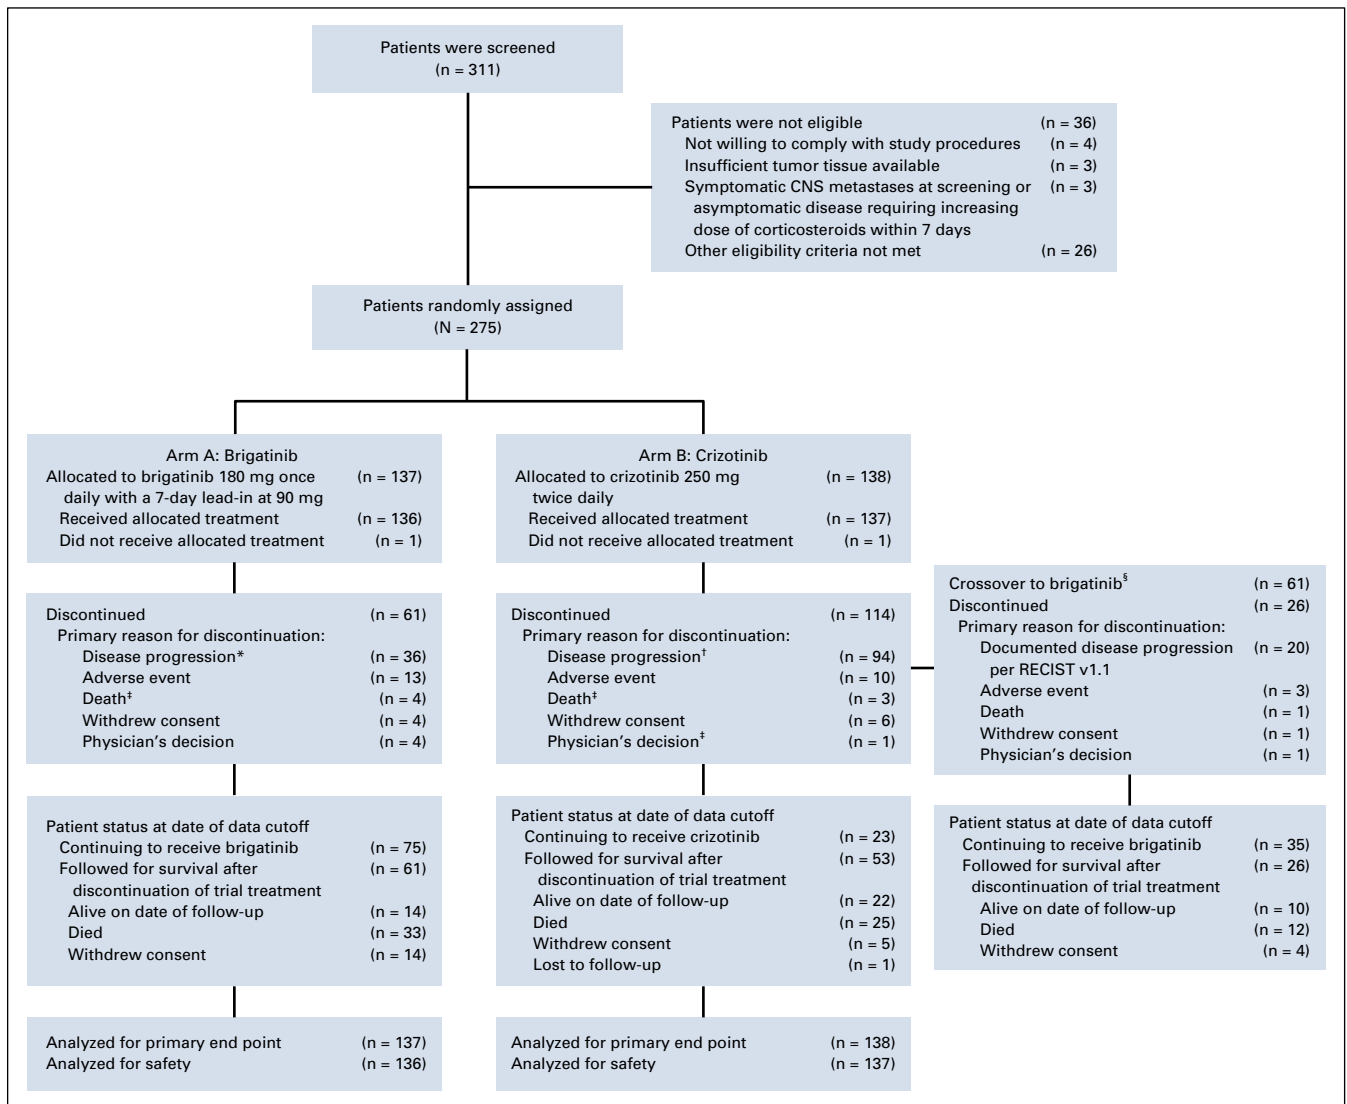 Patients were screened
(n = 311)
Patients were not eligible (n = 36)
Not willing to comply with study procedures (n = 4)
Insufficient tumor tissue available (n = 3)
Symptomatic CNS metastases at screening or (n = 3)
asymptomatic disease requiring increasing
dose of corticosteroids within 7 days
Other eligibility criteria not met (n = 26)
Patients randomly assigned
(N = 275)
Arm A: Brigatinib
Allocated to brigatinib 180 mg once (n = 137)
daily with a 7-day lead-in at 90 mg
Received allocated treatment (n = 136)
Did not receive allocated treatment (n = 1)
Arm B: Crizotinib
Allocated to crizotinib 250 mg (n = 138)
twice daily
Received allocated treatment (n = 137)
Did not receive allocated treatment (n = 1)
Discontinued (n = 61)
Primary reason for discontinuation:
Disease progression* (n = 36)
Adverse event (n = 13)
Death‡ (n = 4)
Withdrew consent (n = 4)
Physician's decision (n = 4)
Discontinued (n = 114)
Primary reason for discontinuation:
Disease progression† (n = 94)
Adverse event (n = 10)
Death‡ (n = 3)
Withdrew consent (n = 6)
Physician's decision‡ (n = 1)
Crossover to brigatinib§ (n = 61)
Discontinued (n = 26)
Primary reason for discontinuation:
Documented disease progression (n = 20)
per RECIST v1.1
Adverse event (n = 3)
Death (n = 1)
Withdrew consent (n = 1)
Physician's decision (n = 1)
Patient status at date of data cutoff
Continuing to receive brigatinib (n = 75)
Followed for survival after (n = 61)
discontinuation of trial treatment
Alive on date of follow-up (n = 14)
Died (n = 33)
Withdrew consent (n = 14)
Patient status at date of data cutoff
Continuing to receive crizotinib (n = 23)
Followed for survival after (n = 53)
discontinuation of trial treatment
Alive on date of follow-up (n = 22)
Died (n = 25)
Withdrew consent (n = 5)
Lost to follow-up (n = 1)
Patient status at date of data cutoff
Continuing to receive brigatinib (n = 35)
Followed for survival after (n = 26)
discontinuation of trial treatment
Alive on date of follow-up (n = 10)
Died (n = 12)
Withdrew consent (n = 4)
Analyzed for primary end point (n = 137)
Analyzed for safety (n = 136)
Analyzed for primary end point (n = 138)
Analyzed for safety (n = 137)